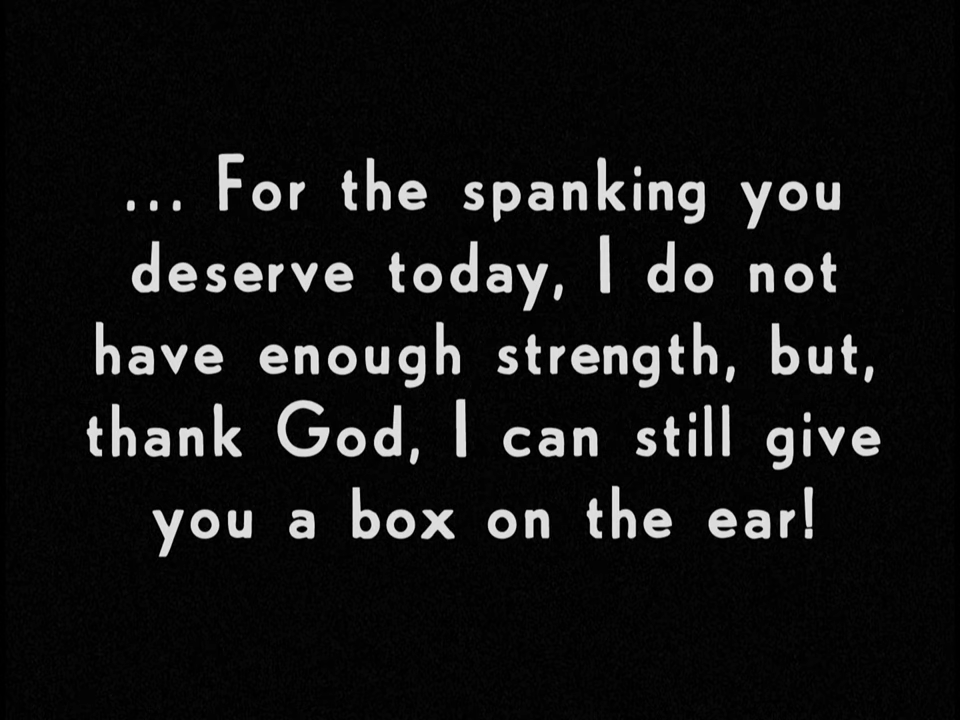 ... For the spanking you
deserve today, I do not
have enough strength, but,
thank God, I can still give
you a box on the ear!